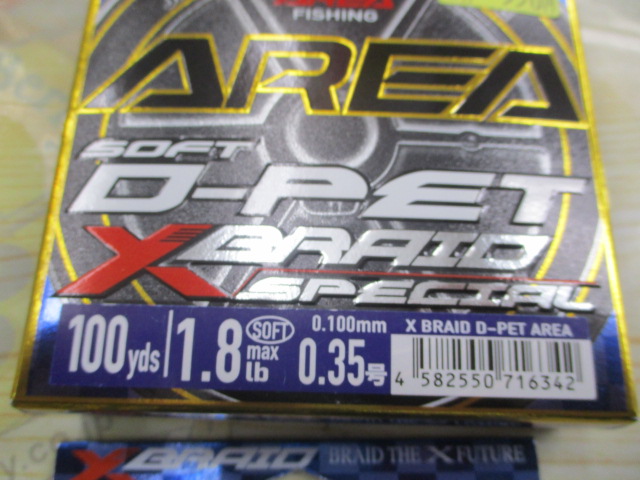 FISHING
AREA
SOFT
D-PET
X BRAID
SPECIAL
100yds 1.8 max lb SOFT 0.100mm 0.35号
X BRAID D-PET AREA
4 582550 716342
X BRAID BRAID THE X FUTURE